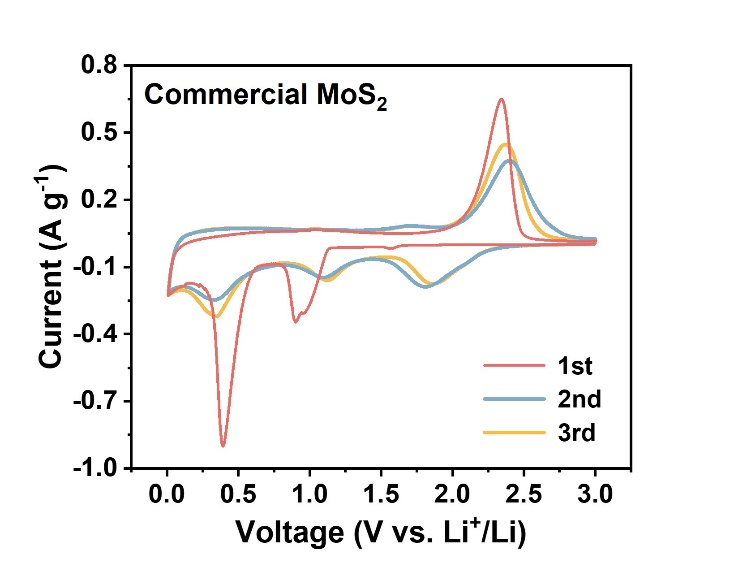 Commercial MoS₂
Current (A g⁻¹)
0.8
0.5
0.2
-0.1
-0.4
-0.7
-1.0
1st
2nd
3rd
0.0 0.5 1.0 1.5 2.0 2.5 3.0
Voltage (V vs. Li⁺/Li)